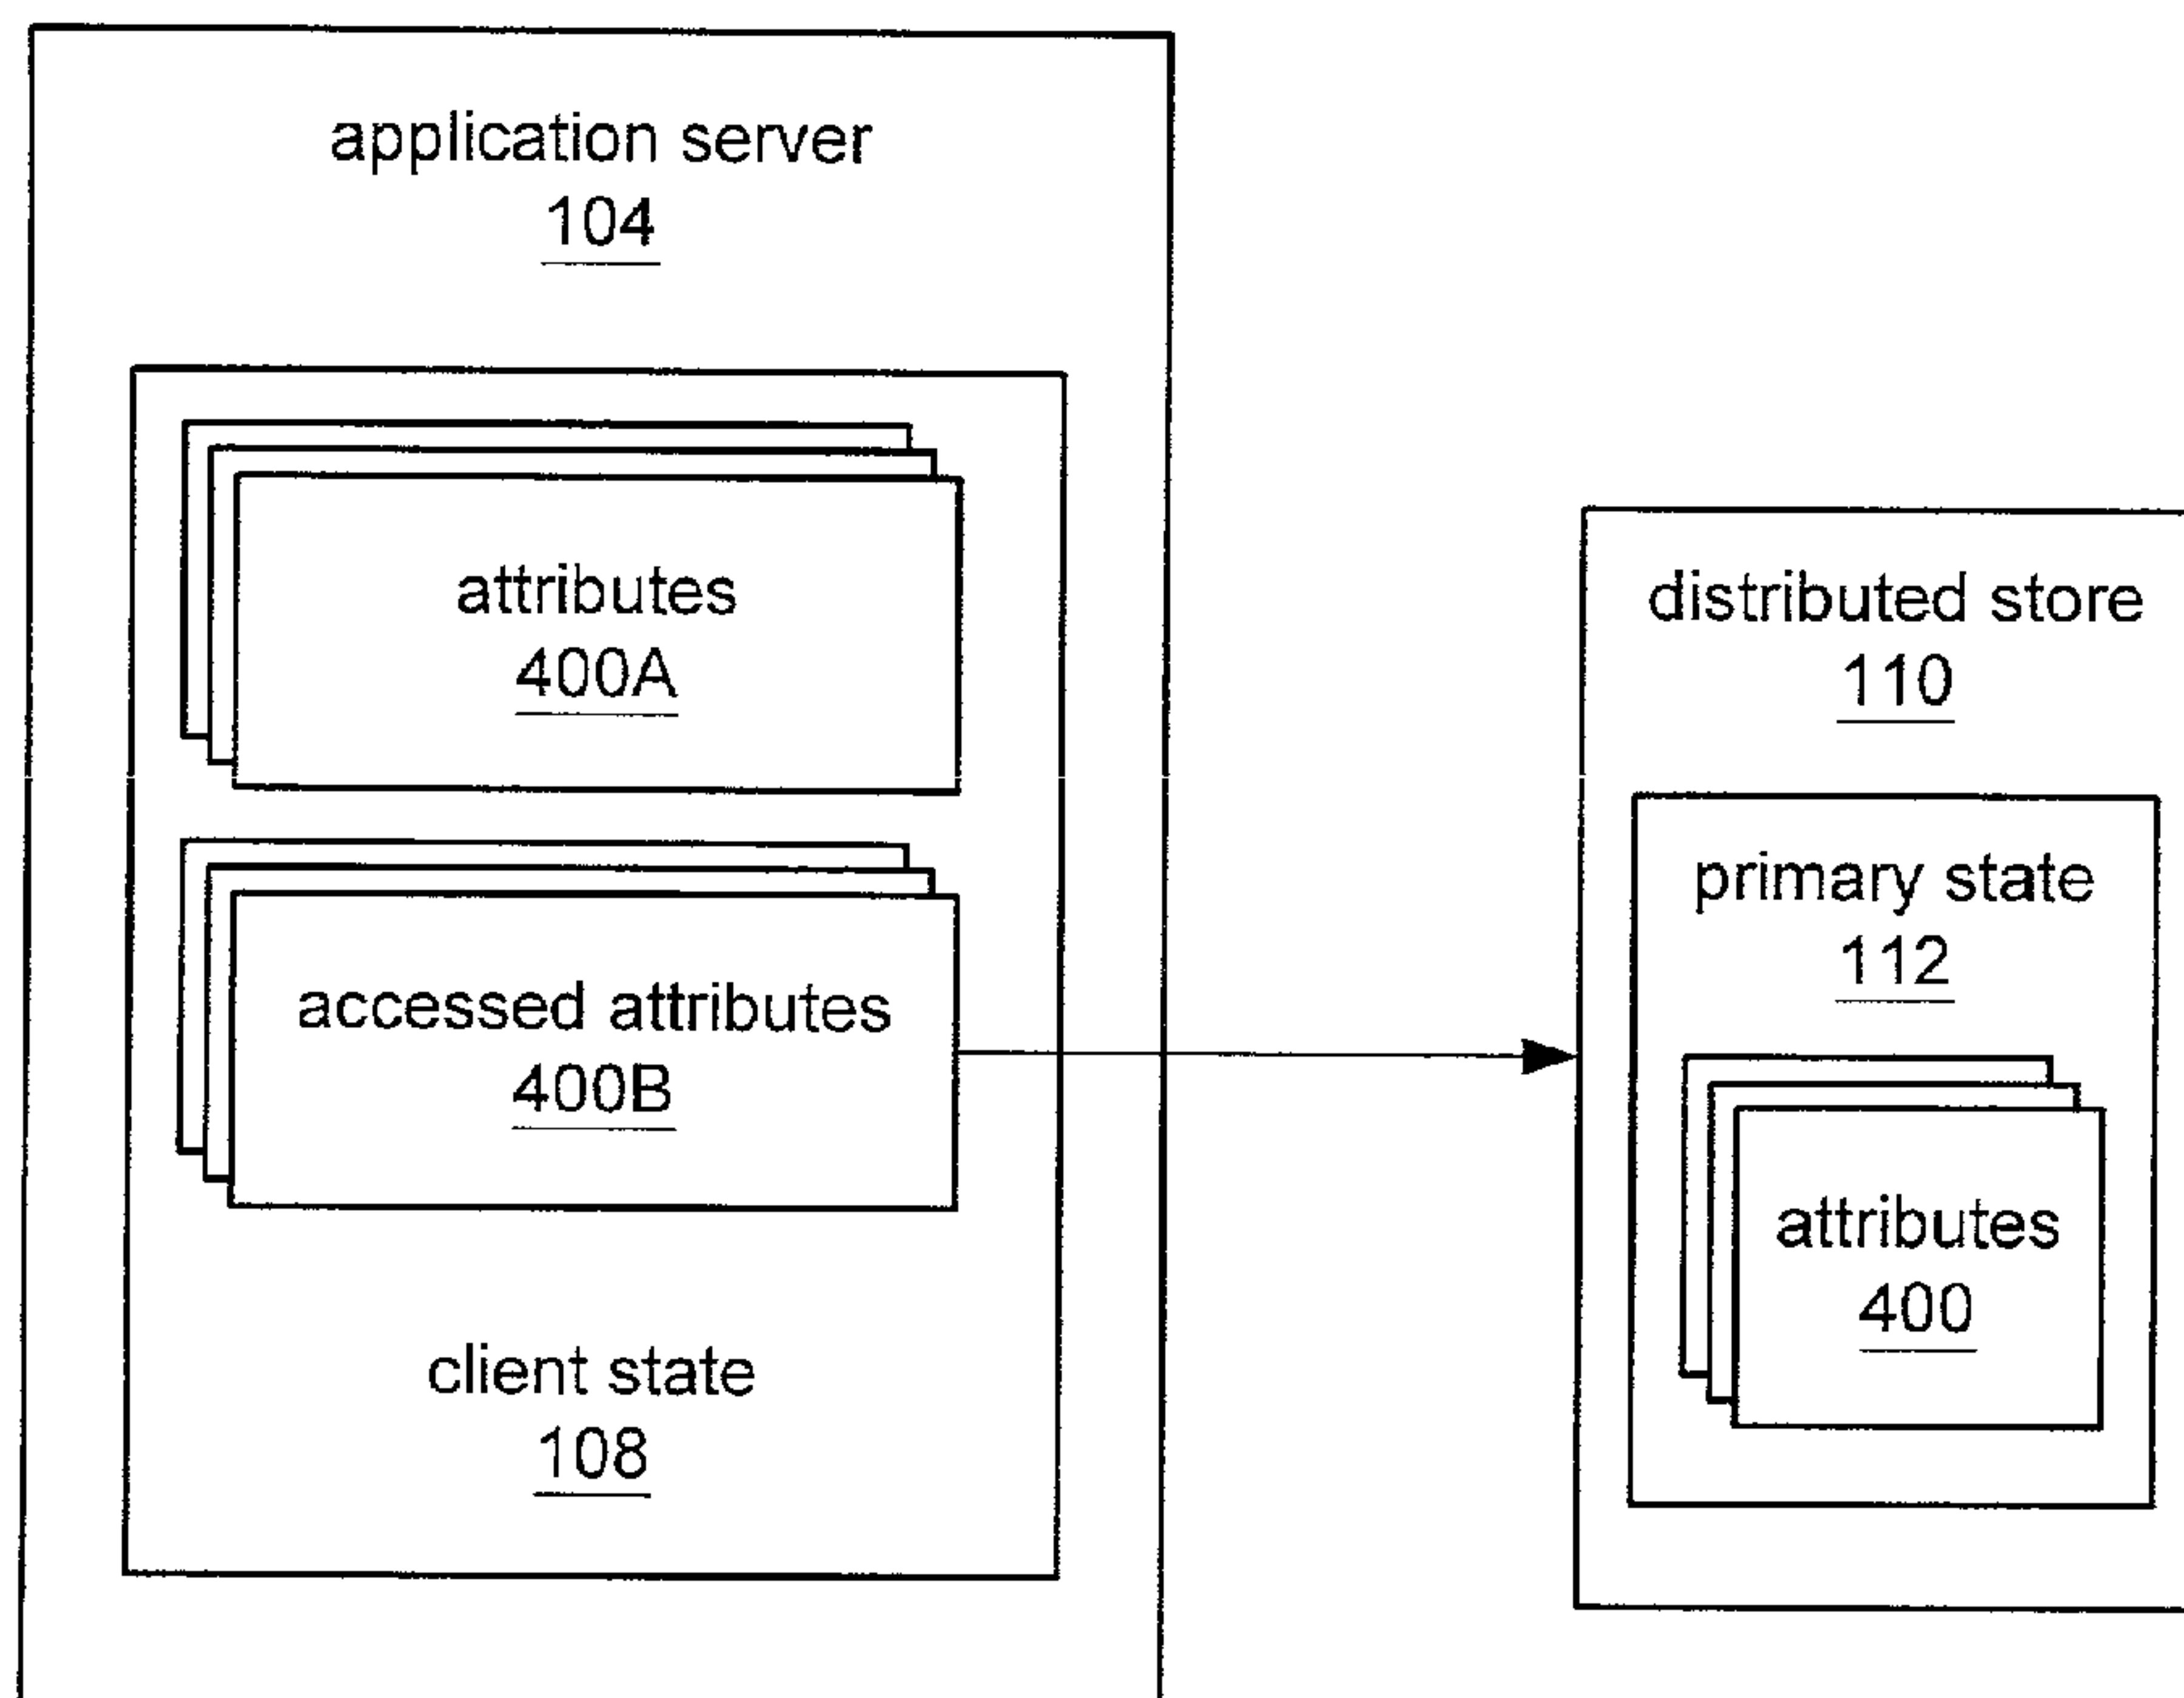 application server
104
attributes
400A
accessed attributes
400B
client state
108
distributed store
110
primary state
112
attributes
400